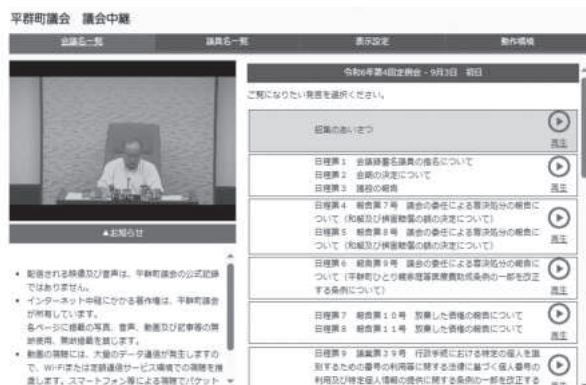 平群町議会 議会中継
会議名一覧 議員名一覧 表示設定 動作環境
令和6年第4回定例会 - 9月3日 初日
ご覧になりたい発言を選択ください。
招集のあいさつ
再生
日程第1 会議録署名議員の指名について
日程第2 会期の決定について
日程第3 諸般の報告
再生
日程第4 報告第7号 議会の委任による専決処分の報告に
ついて（和解及び損害賠償の額の決定について）
日程第5 報告第8号 議会の委任による専決処分の報告に
ついて（和解及び損害賠償の額の決定について）
再生
日程第6 報告第9号 議会の委任による専決処分の報告に
ついて（平群町ひとり親家庭等医療費助成条例の一部を改正
する条例について）
再生
日程第7 報告第10号 放棄した債権の報告について
日程第8 報告第11号 放棄した債権の報告について
再生
日程第9 議案第39号 行政手続における特定の個人を識
別するための番号の利用等に関する法律に基づく個人番号の
利用及び特定個人情報の提供に関する条例の一部を改正する
再生
▲お知らせ
• 配信される映像及び音声は、平群町議会の公式記録
ではありません。
• インターネット中継にかかる著作権は、平群町議会
が所有しています。
各ページに掲載の写真、音声、動画及び記事等の無
断使用、無断掲載を禁じます。
• 動画の視聴には、大量のデータ通信が発生しますの
で、Wi-Fiまたは定額通信サービス環境での視聴を推
奨します。スマートフォン等による視聴でパケット